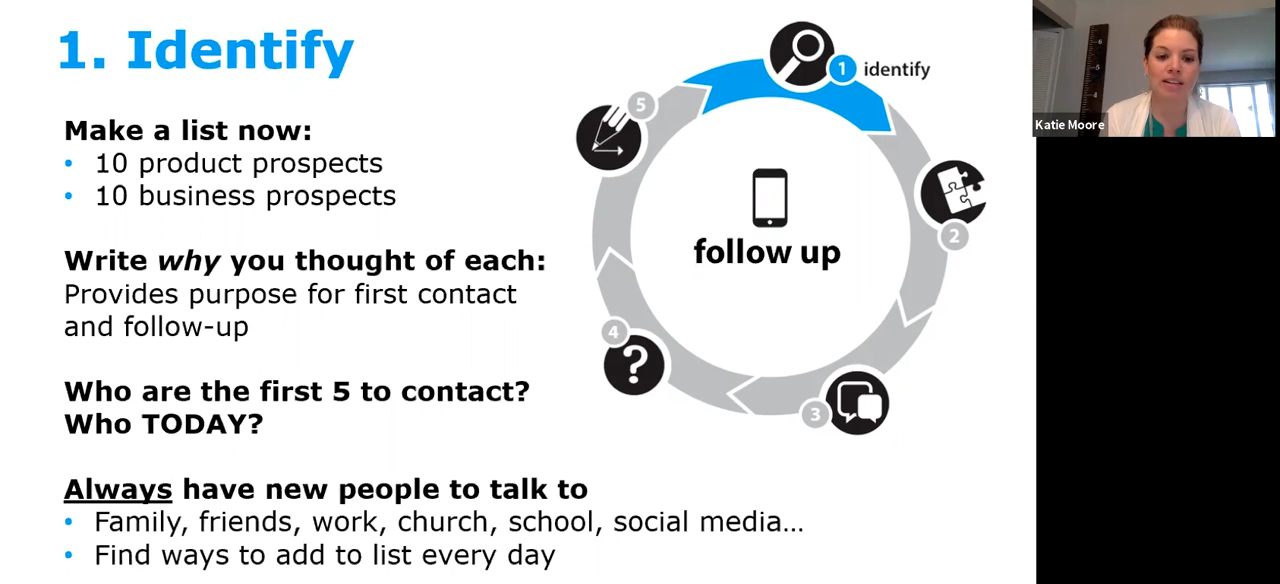 1. Identify
Make a list now:
• 10 product prospects
• 10 business prospects
Write why you thought of each:
Provides purpose for first contact
and follow-up
Who are the first 5 to contact?
Who TODAY?
Always have new people to talk to
• Family, friends, work, church, school, social media…
• Find ways to add to list every day
1 identify
2
3
4
5
follow up
Katie Moore
6
5
4